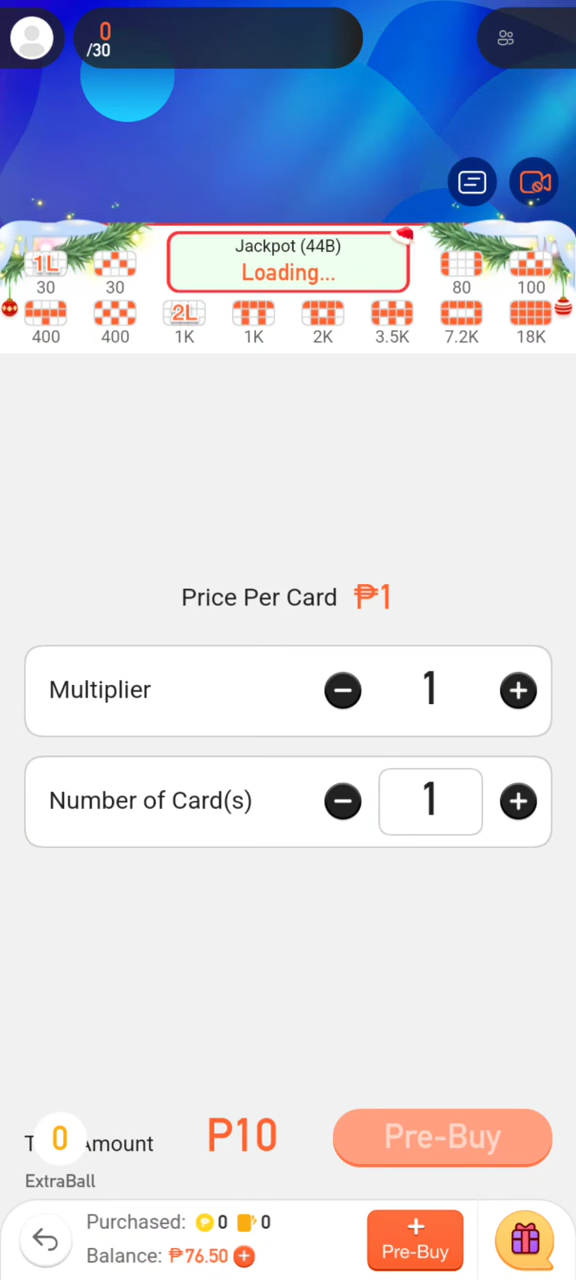 0
/30
Jackpot (44B)
Loading...
1L
30
30
80
100
400
400
2L
1K
1K
2K
3.5K
7.2K
18K
Price Per Card ₱1
Multiplier
1
Number of Card(s)
1
0
Amount
P10
Pre-Buy
ExtraBall
Purchased: P 0 0
Balance: ₱76.50
Pre-Buy